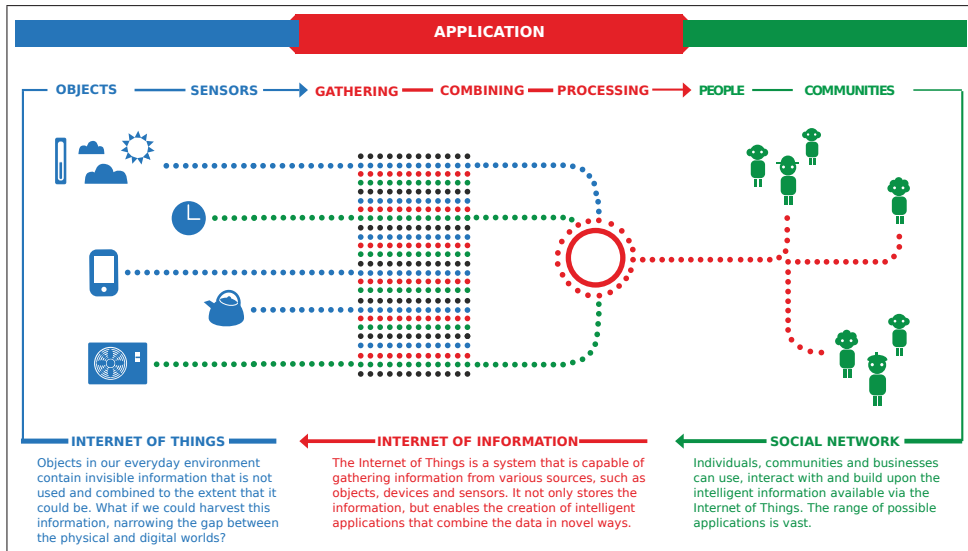 APPLICATION
OBJECTS
SENSORS
GATHERING
COMBINING
PROCESSING
PEOPLE
COMMUNITIES
INTERNET OF THINGS
Objects in our everyday environment
contain invisible information that is not
used and combined to the extent that it
could be. What if we could harvest this
information, narrowing the gap between
the physical and digital worlds?
INTERNET OF INFORMATION
The Internet of Things is a system that is capable of
gathering information from various sources, such as
objects, devices and sensors. It not only stores the
information, but enables the creation of intelligent
applications that combine the data in novel ways.
SOCIAL NETWORK
Individuals, communities and businesses
can use, interact with and build upon the
intelligent information available via the
Internet of Things. The range of possible
applications is vast.